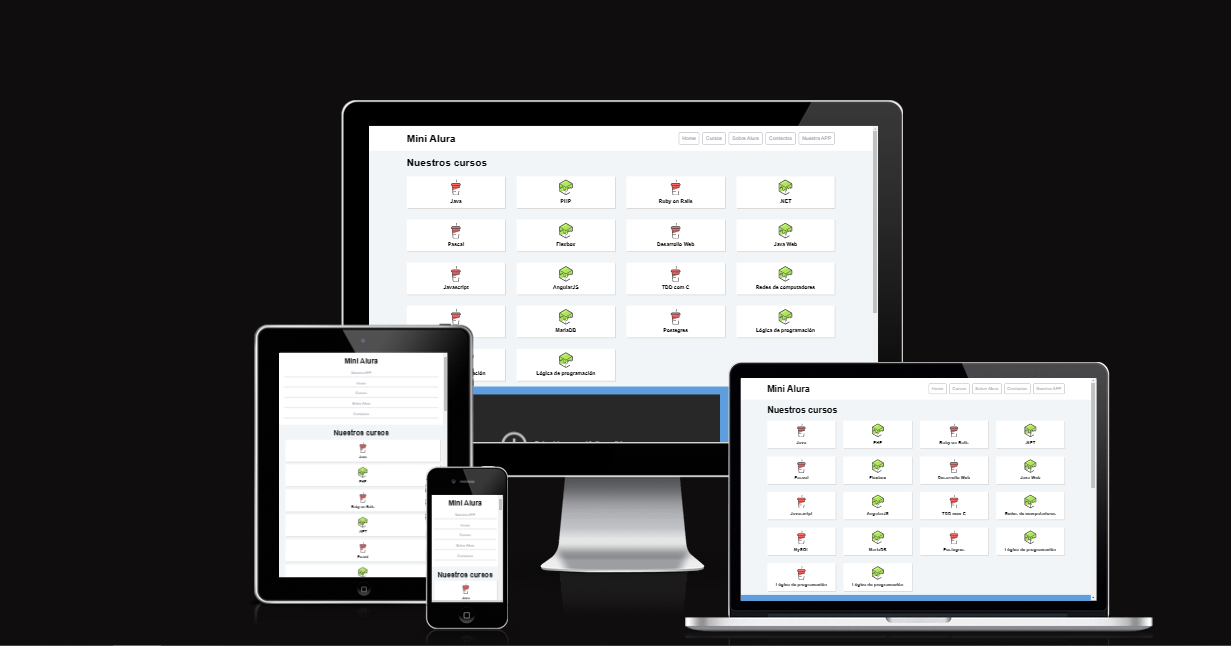 Mini Alura
Home Cursos Sobre Alura Contactos Nuestra APP
Nuestros cursos
Java PHP Ruby on Rails .NET
Pascal Flexbox Desarrollo Web Java Web
Javascript AngularJS TDD com C Redes de computadores
MariaDB Postegres Lógica de programación
Lógica de programación
Mini Alura
Nuestra APP
Home
Cursos
Sobre Alura
Contactos
Nuestros cursos
Java
PHP
Ruby on Rails
.NET
Pascal
Mini Alura
Nuestra APP
Home
Cursos
Sobre Alura
Contactos
Nuestros cursos
Java
Mini Alura
Home Cursos Sobre Alura Contactos Nuestra APP
Nuestros cursos
Java PHP Ruby on Rails .NET
Pascal Flexbox Desarrollo Web Java Web
Javascript AngularJS TDD com C Redes de computadores
MySQL MariaDB Postegres Lógica de programación
Lógica de programación Lógica de programación